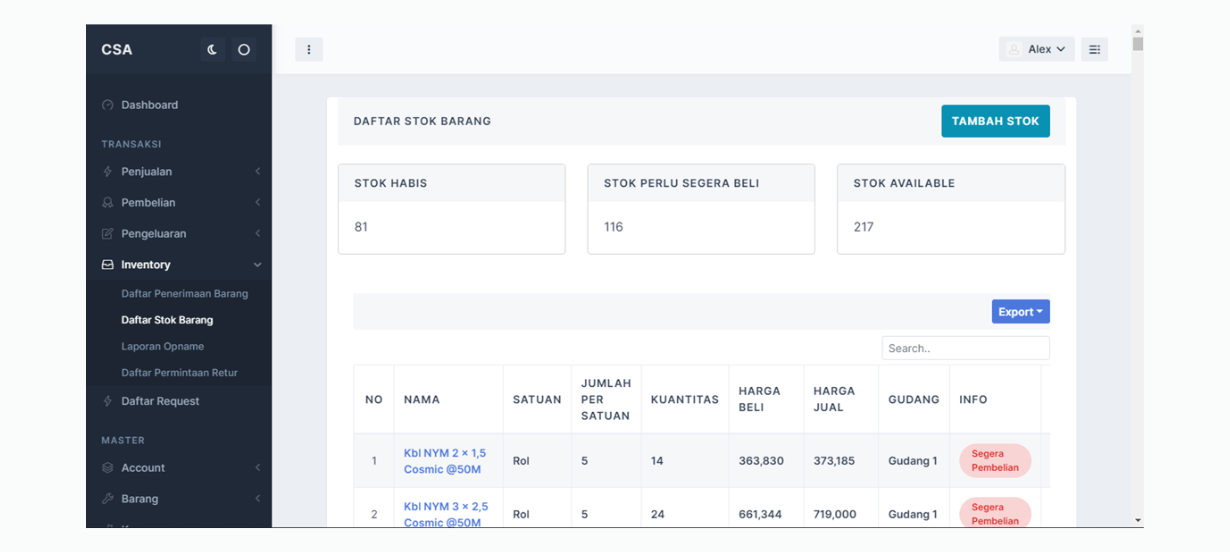 CSA
Alex
Dashboard
TRANSAKSI
Penjualan
Pembelian
Pengeluaran
Inventory
Daftar Penerimaan Barang
Daftar Stok Barang
Laporan Opname
Daftar Permintaan Retur
Daftar Request
MASTER
Account
Barang
DAFTAR STOK BARANG
TAMBAH STOK
STOK HABIS
81
STOK PERLU SEGERA BELI
116
STOK AVAILABLE
217
Export
Search..
NO NAMA SATUAN JUMLAH PER SATUAN KUANTITAS HARGA BELI HARGA JUAL GUDANG INFO
1 Kbl NYM 2 × 1,5 Cosmic @50M Rol 5 14 363,830 373,185 Gudang 1 Segera Pembelian
2 Kbl NYM 3 × 2,5 Cosmic @50M Rol 5 24 661,344 719,000 Gudang 1 Segera Pembelian